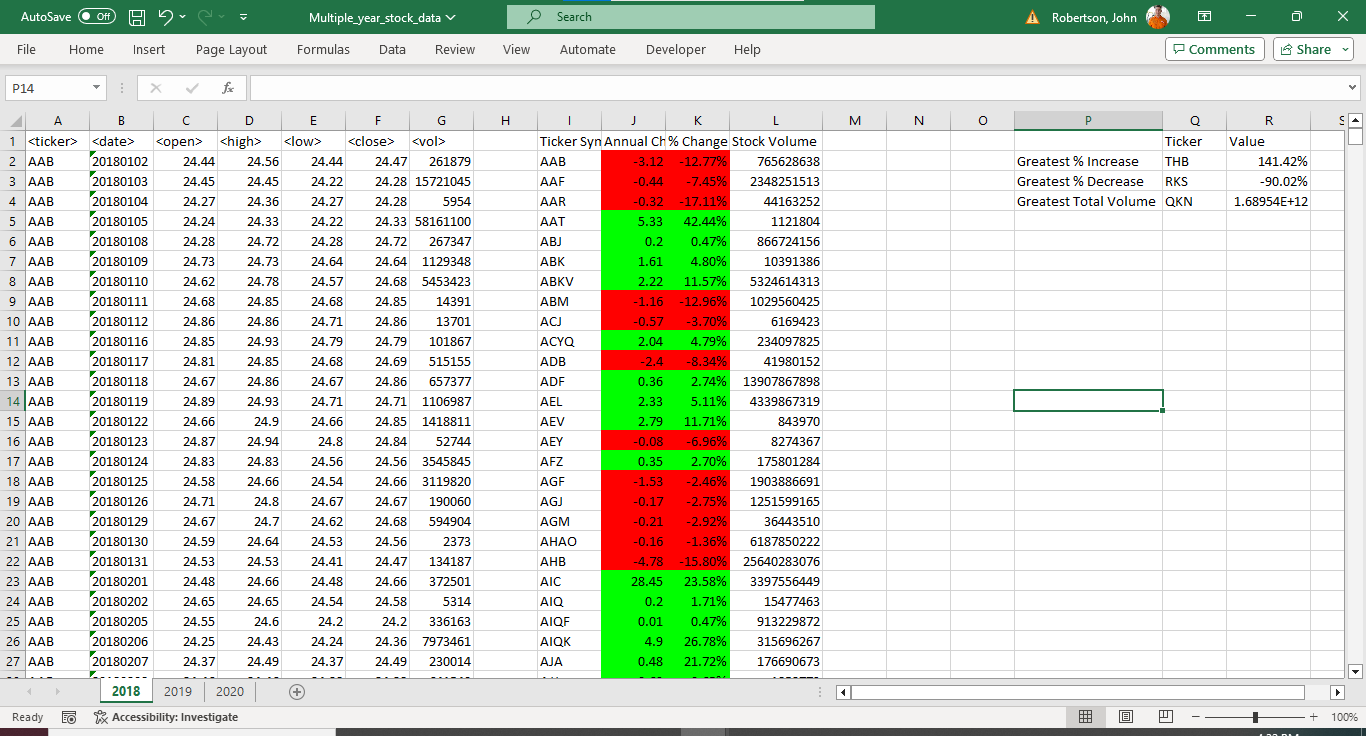 AutoSave Off Multiple_year_stock_data Search Robertson, John
File Home Insert Page Layout Formulas Data Review View Automate Developer Help Comments Share
P14 fx
A B C D E F G H I J K L M N O P Q R S
1 <ticker> <date> <open> <high> <low> <close> <vol> Ticker Syn Annual Ch % Change Stock Volume Ticker Value
2 AAB 20180102 24.44 24.56 24.44 24.47 261879 AAB -3.12 -12.77% 765628638 Greatest % Increase THB 141.42%
3 AAB 20180103 24.45 24.45 24.22 24.28 15721045 AAF -0.44 -7.45% 2348251513 Greatest % Decrease RKS -90.02%
4 AAB 20180104 24.27 24.36 24.27 24.28 5954 AAR -0.32 -17.11% 44163252 Greatest Total Volume QKN 1.68954E+12
5 AAB 20180105 24.24 24.33 24.22 24.33 58161100 AAT 5.33 42.44% 1121804
6 AAB 20180108 24.28 24.72 24.28 24.72 267347 ABJ 0.2 0.47% 866724156
7 AAB 20180109 24.73 24.73 24.64 24.64 1129348 ABK 1.61 4.80% 10391386
8 AAB 20180110 24.62 24.78 24.57 24.68 5453423 ABKV 2.22 11.57% 5324614313
9 AAB 20180111 24.68 24.85 24.68 24.85 14391 ABM -1.16 -12.96% 1029560425
10 AAB 20180112 24.86 24.86 24.71 24.86 13701 ACJ -0.57 -3.70% 6169423
11 AAB 20180116 24.85 24.93 24.79 24.79 101867 ACYQ 2.04 4.79% 234097825
12 AAB 20180117 24.81 24.85 24.68 24.69 515155 ADB -2.4 -8.34% 41980152
13 AAB 20180118 24.67 24.86 24.67 24.86 657377 ADF 0.36 2.74% 13907867898
14 AAB 20180119 24.89 24.93 24.71 24.71 1106987 AEL 2.33 5.11% 4339867319
15 AAB 20180122 24.66 24.9 24.66 24.85 1418811 AEV 2.79 11.71% 843970
16 AAB 20180123 24.87 24.94 24.8 24.84 52744 AEY -0.08 -6.96% 8274367
17 AAB 20180124 24.83 24.83 24.56 24.56 3545845 AFZ 0.35 2.70% 175801284
18 AAB 20180125 24.58 24.66 24.54 24.66 3119820 AGF -1.53 -2.46% 1903886691
19 AAB 20180126 24.71 24.8 24.67 24.67 190060 AGJ -0.17 -2.75% 1251599165
20 AAB 20180129 24.67 24.7 24.62 24.68 594904 AGM -0.21 -2.92% 36443510
21 AAB 20180130 24.59 24.64 24.53 24.56 2373 AHAO -0.16 -1.36% 6187850222
22 AAB 20180131 24.53 24.53 24.41 24.47 134187 AHB -4.78 -15.80% 25640283076
23 AAB 20180201 24.48 24.66 24.48 24.66 372501 AIC 28.45 23.58% 3397556449
24 AAB 20180202 24.65 24.65 24.54 24.58 5314 AIQ 0.2 1.71% 15477463
25 AAB 20180205 24.55 24.6 24.2 24.2 336163 AIQF 0.01 0.47% 913229872
26 AAB 20180206 24.25 24.43 24.24 24.36 7973461 AIQK 4.9 26.78% 315696267
27 AAB 20180207 24.37 24.49 24.37 24.49 230014 AJA 0.48 21.72% 176690673
2018 2019 2020
Ready Accessibility: Investigate 100%